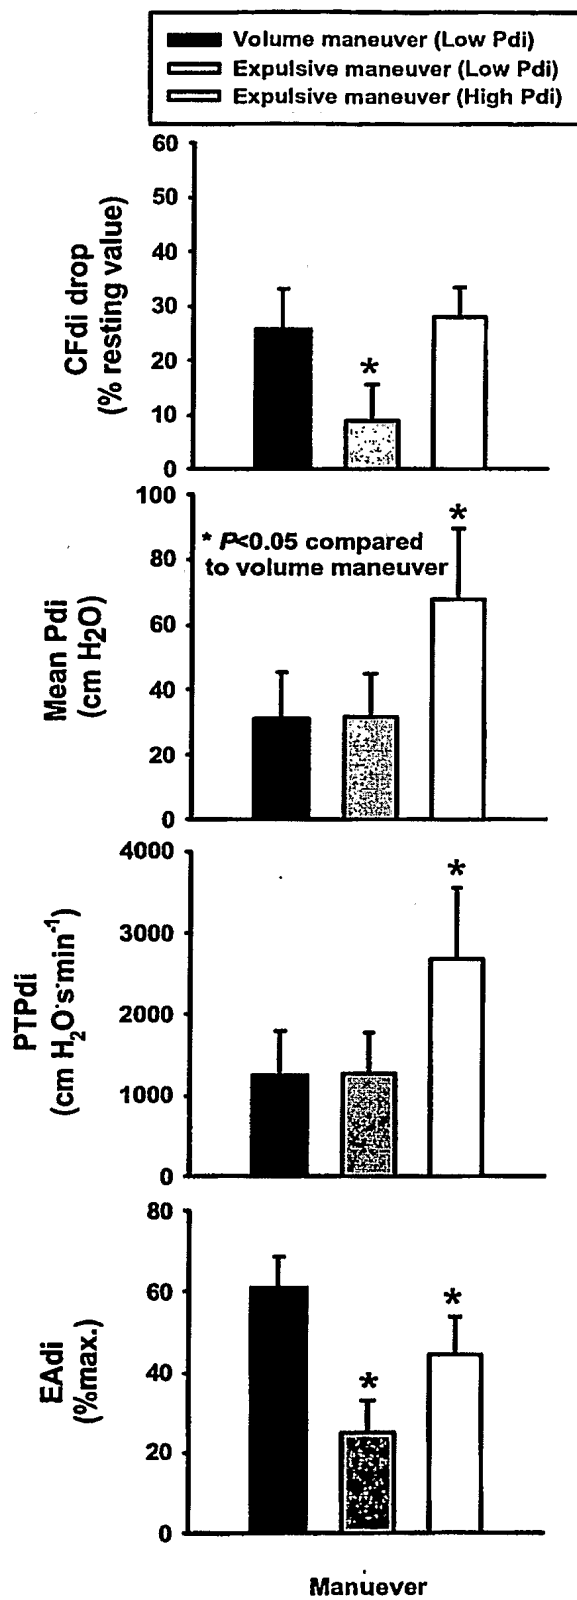 Volume maneuver (Low Pdi)
Expulsive maneuver (Low Pdi)
Expulsive maneuver (High Pdi)
60
50
40
30
20
10
0
CFdi drop
(% resting value)
*
100
80
60
40
20
0
Mean Pdi
(cm H2O)
* P<0.05 compared
to volume maneuver
*
4000
3000
2000
1000
0
PTPdi
(cm H₂O·s·min⁻¹)
*
80
60
40
20
0
EAdi
(%max.)
*
*
Manuever